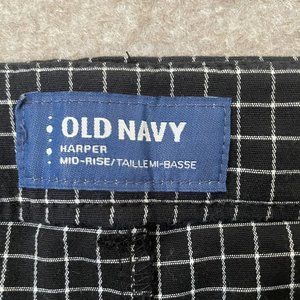 OLD NAVY
HARPER
MID-RISE/TAILLE MI-BASSE